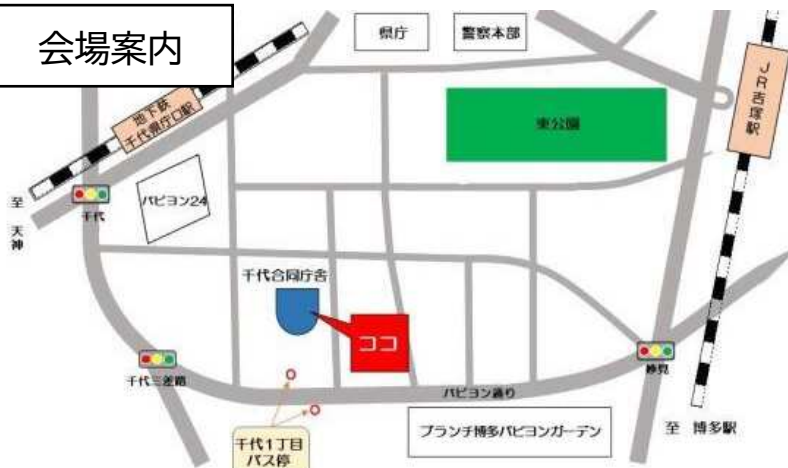 会場案内
県庁
警察本部
JR吉塚駅
地下鉄
千代県庁口駅
東公園
至
天神
千代
パピヨン24
千代合同庁舎
ココ
千代三差路
妙見
パピヨン通り
千代1丁目
バス停
ブランチ博多パピヨンガーデン
至 博多駅